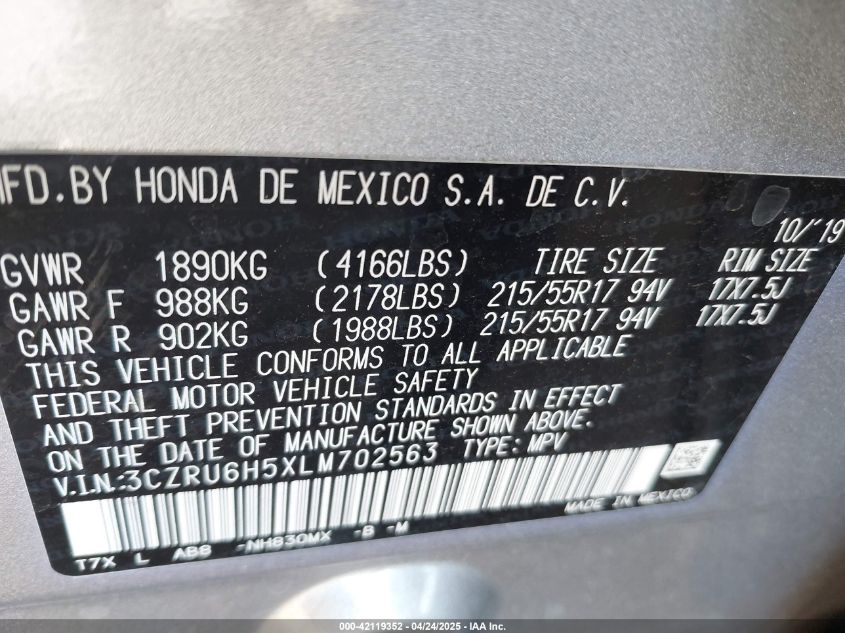 MFD.BY HONDA DE MEXICO S.A. DE C.V.
10/'19
GVWR 1890KG (4166LBS) TIRE SIZE RIM SIZE
GAWR F 988KG (2178LBS) 215/55R17 94V 17X7.5J
GAWR R 902KG (1988LBS) 215/55R17 94V 17X7.5J
THIS VEHICLE CONFORMS TO ALL APPLICABLE
FEDERAL MOTOR VEHICLE SAFETY
AND THEFT PREVENTION STANDARDS IN EFFECT
ON THE DATE OF MANUFACTURE SHOWN ABOVE.
V.I.N.:3CZRU6H5XLM702563 TYPE: MPV
MADE IN MEXICO
T7X L AB8 -NH830MX -B -M
000-42119352 - 04/24/2025 - IAA Inc.